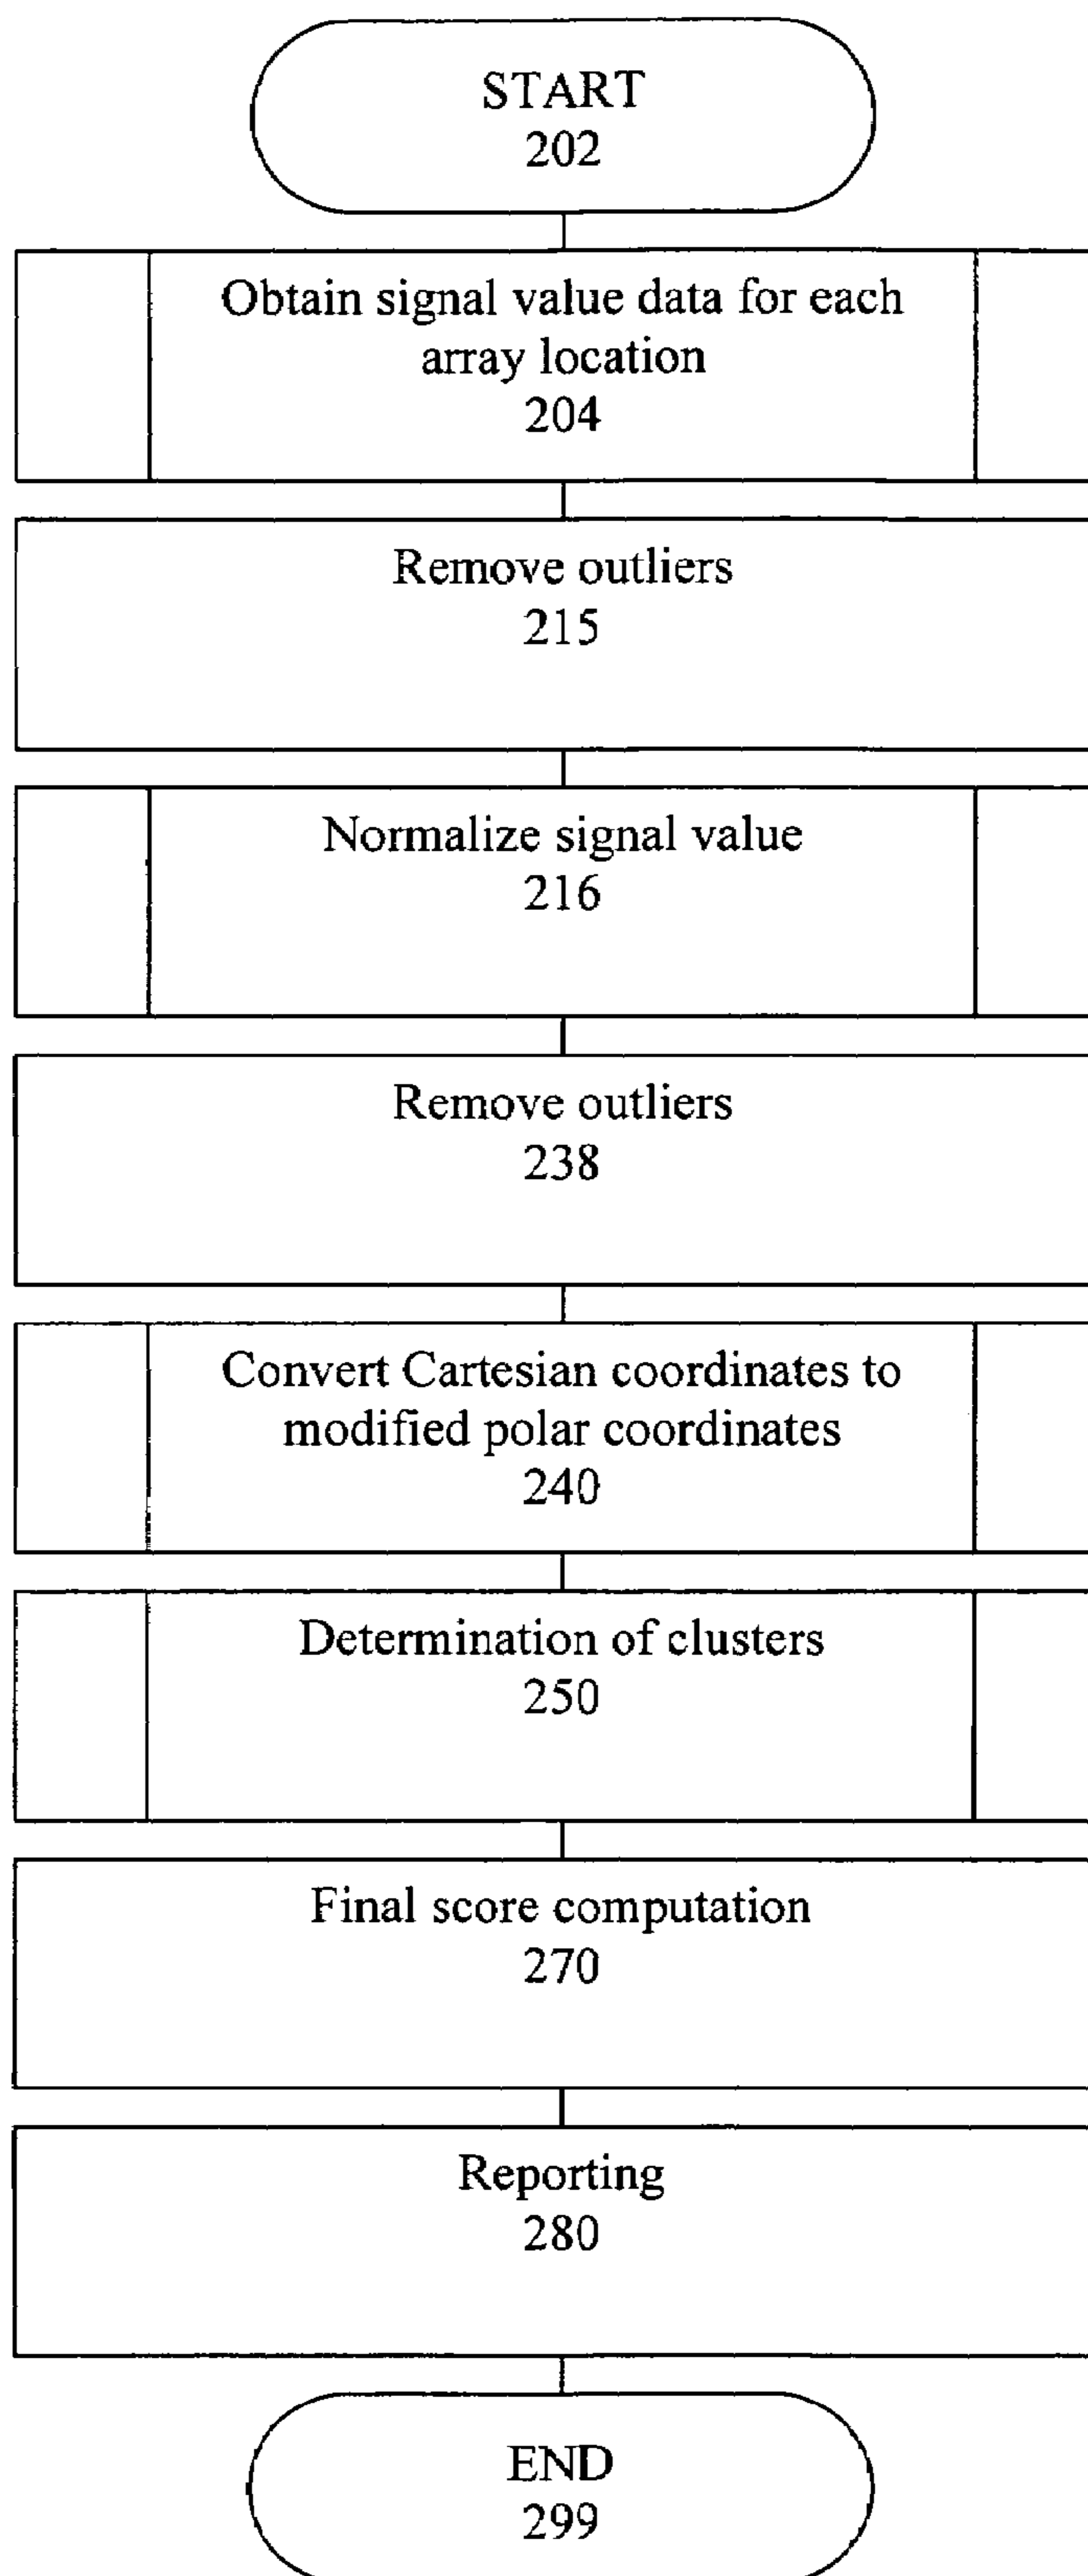 START
202
Obtain signal value data for each
array location
204
Remove outliers
215
Normalize signal value
216
Remove outliers
238
Convert Cartesian coordinates to
modified polar coordinates
240
Determination of clusters
250
Final score computation
270
Reporting
280
END
299